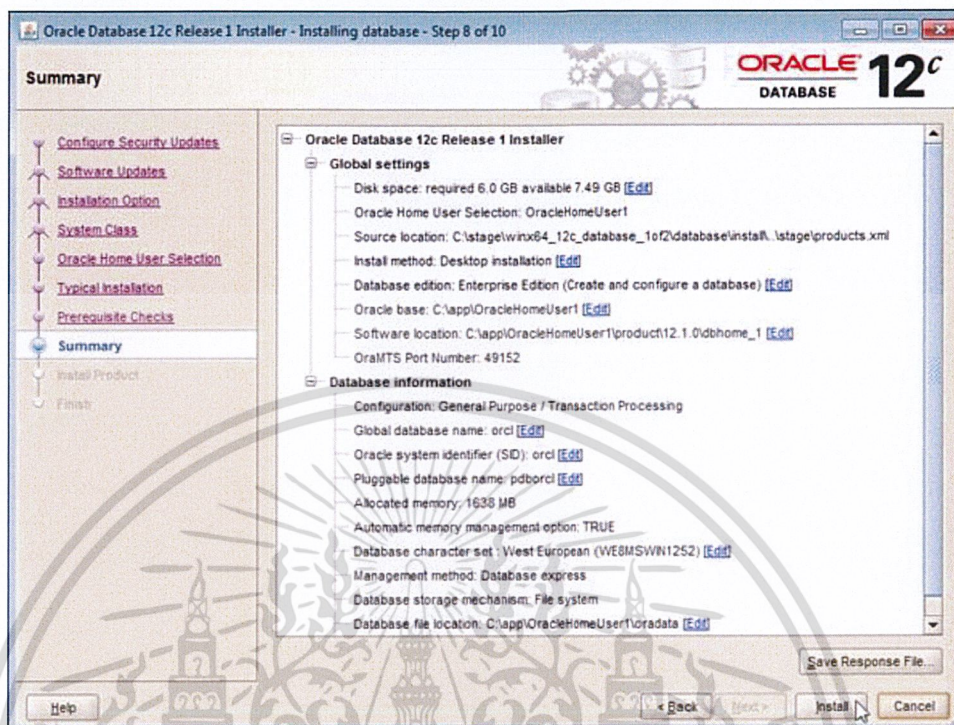 Oracle Database 12c Release 1 Installer - Installing database - Step 8 of 10
Summary
ORACLE
DATABASE
12c
Configure Security Updates
Software Updates
Installation Option
System Class
Oracle Home User Selection
Typical Installation
Prerequisite Checks
Summary
Install Product
Finish
Oracle Database 12c Release 1 Installer
Global settings
Disk space: required 6.0 GB available 7.49 GB [Edit]
Oracle Home User Selection: OracleHomeUser1
Source location: C:\stage\winx64_12c_database_1of2\database\install\..\stage\products.xml
Install method: Desktop installation [Edit]
Database edition: Enterprise Edition (Create and configure a database) [Edit]
Oracle base: C:\app\OracleHomeUser1 [Edit]
Software location: C:\app\OracleHomeUser1\product\12.1.0\dbhome_1 [Edit]
OraMTS Port Number: 49152
Database information
Configuration: General Purpose / Transaction Processing
Global database name: orcl [Edit]
Oracle system identifier (SID): orcl [Edit]
Pluggable database name: pdborcl [Edit]
Allocated memory: 1638 MB
Automatic memory management option: TRUE
Database character set : West European (WE8MSWIN1252) [Edit]
Management method: Database express
Database storage mechanism: File system
Database file location: C:\app\OracleHomeUser1\oradata [Edit]
Save Response File...
Help
< Back
Next >
Install
Cancel